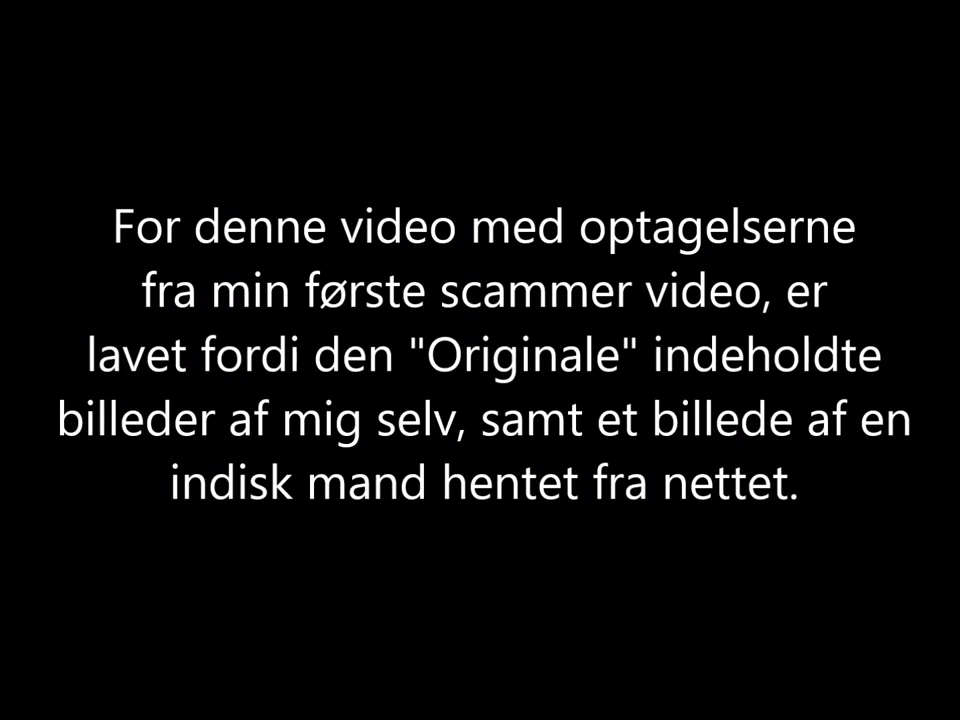 For denne video med optagelserne
fra min første scammer video, er
lavet fordi den "Originale" indeholdte
billeder af mig selv, samt et billede af en
indisk mand hentet fra nettet.